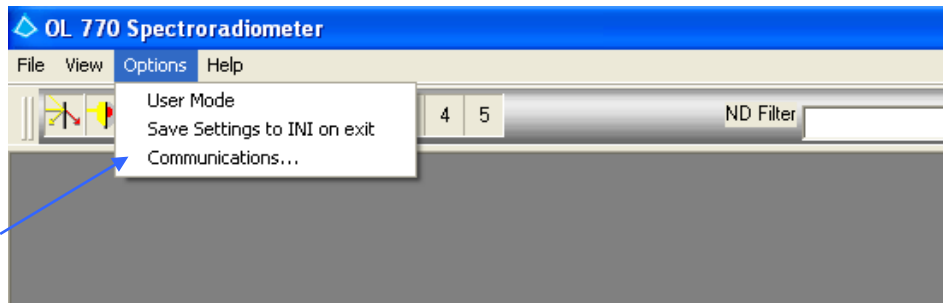 OL 770 Spectroradiometer
File View Options Help
User Mode
Save Settings to INI on exit
Communications...
4 5
ND Filter